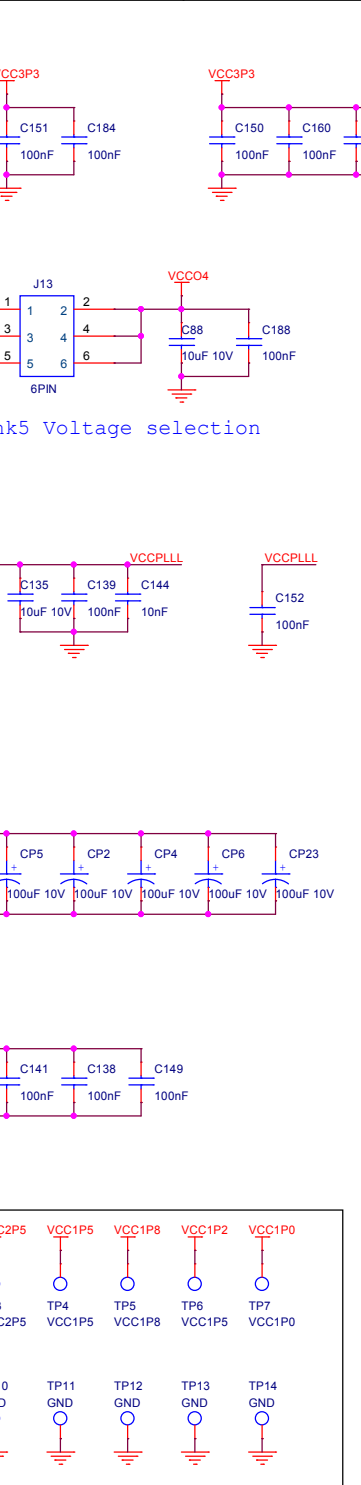 VCC3P3 VCC3P3
C151 C184 C150 C160
100nF 100nF 100nF 100nF
J13 VCCO4
1 1 2 2
3 3 4 4 C88 C188
5 5 6 6 10uF 10V 100nF
6PIN
Voltage selection
VCCPLLL VCCPLLL
C135 C139 C144 C152
10uF 10V 100nF 10nF 100nF
CP5 CP2 CP4 CP6 CP23
+ + + + +
100uF 10V 100uF 10V 100uF 10V 100uF 10V 100uF 10V
C141 C138 C149
100nF 100nF 100nF
VCC1P5 VCC1P8 VCC1P2 VCC1P0
TP4 TP5 TP6 TP7
VCC1P5 VCC1P8 VCC1P5 VCC1P0
TP11 TP12 TP13 TP14
GND GND GND GND